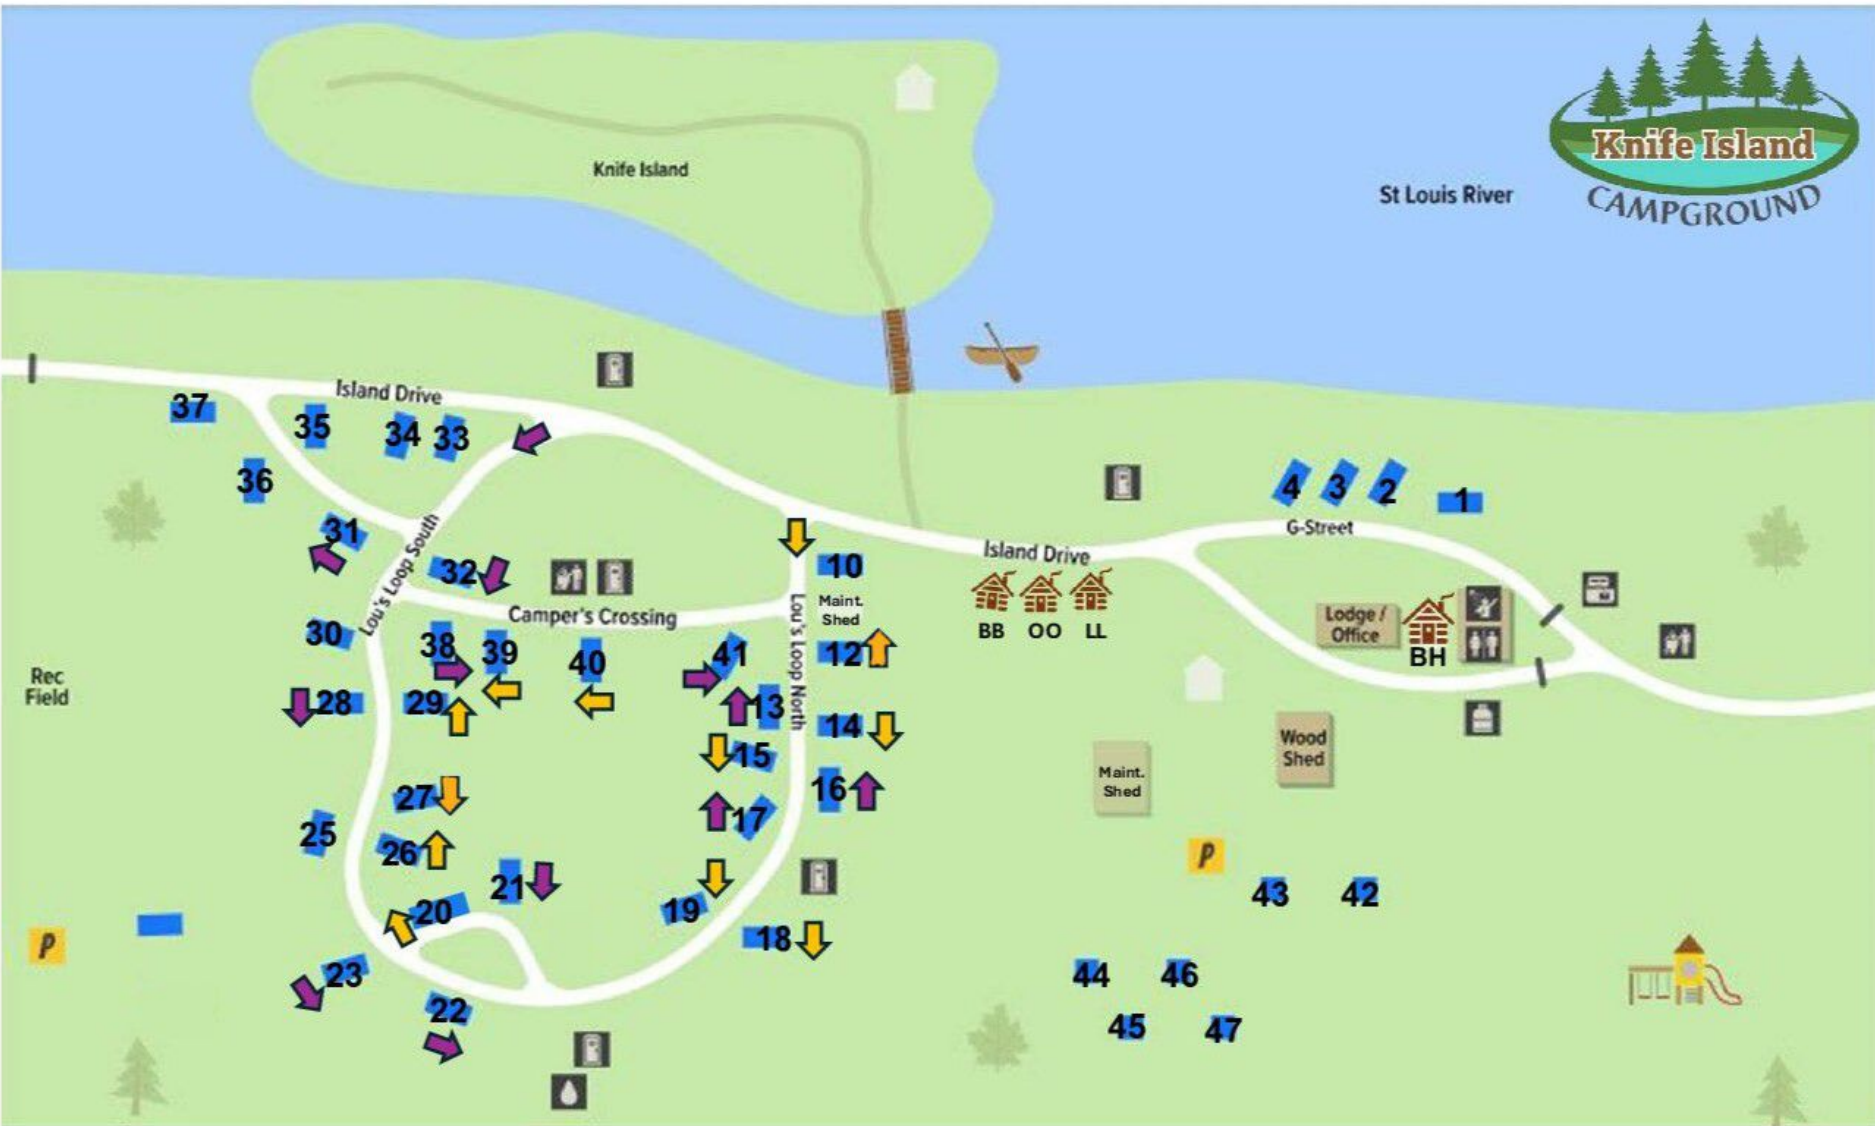 Knife Island
CAMPGROUND
Knife Island
St Louis River
Island Drive
37
35
34
33
36
31
32
Lou's Loop South
Camper's Crossing
30
38
39
40
41
28
29
27
25
26
21
20
23
22
10
Maint.
Shed
12
Lou's Loop North
13
14
15
16
17
19
18
Island Drive
BB
OO
LL
4
3
2
1
G-Street
Lodge /
Office
BH
Rec
Field
Wood
Shed
Maint.
Shed
P
43
42
44
46
45
47
P